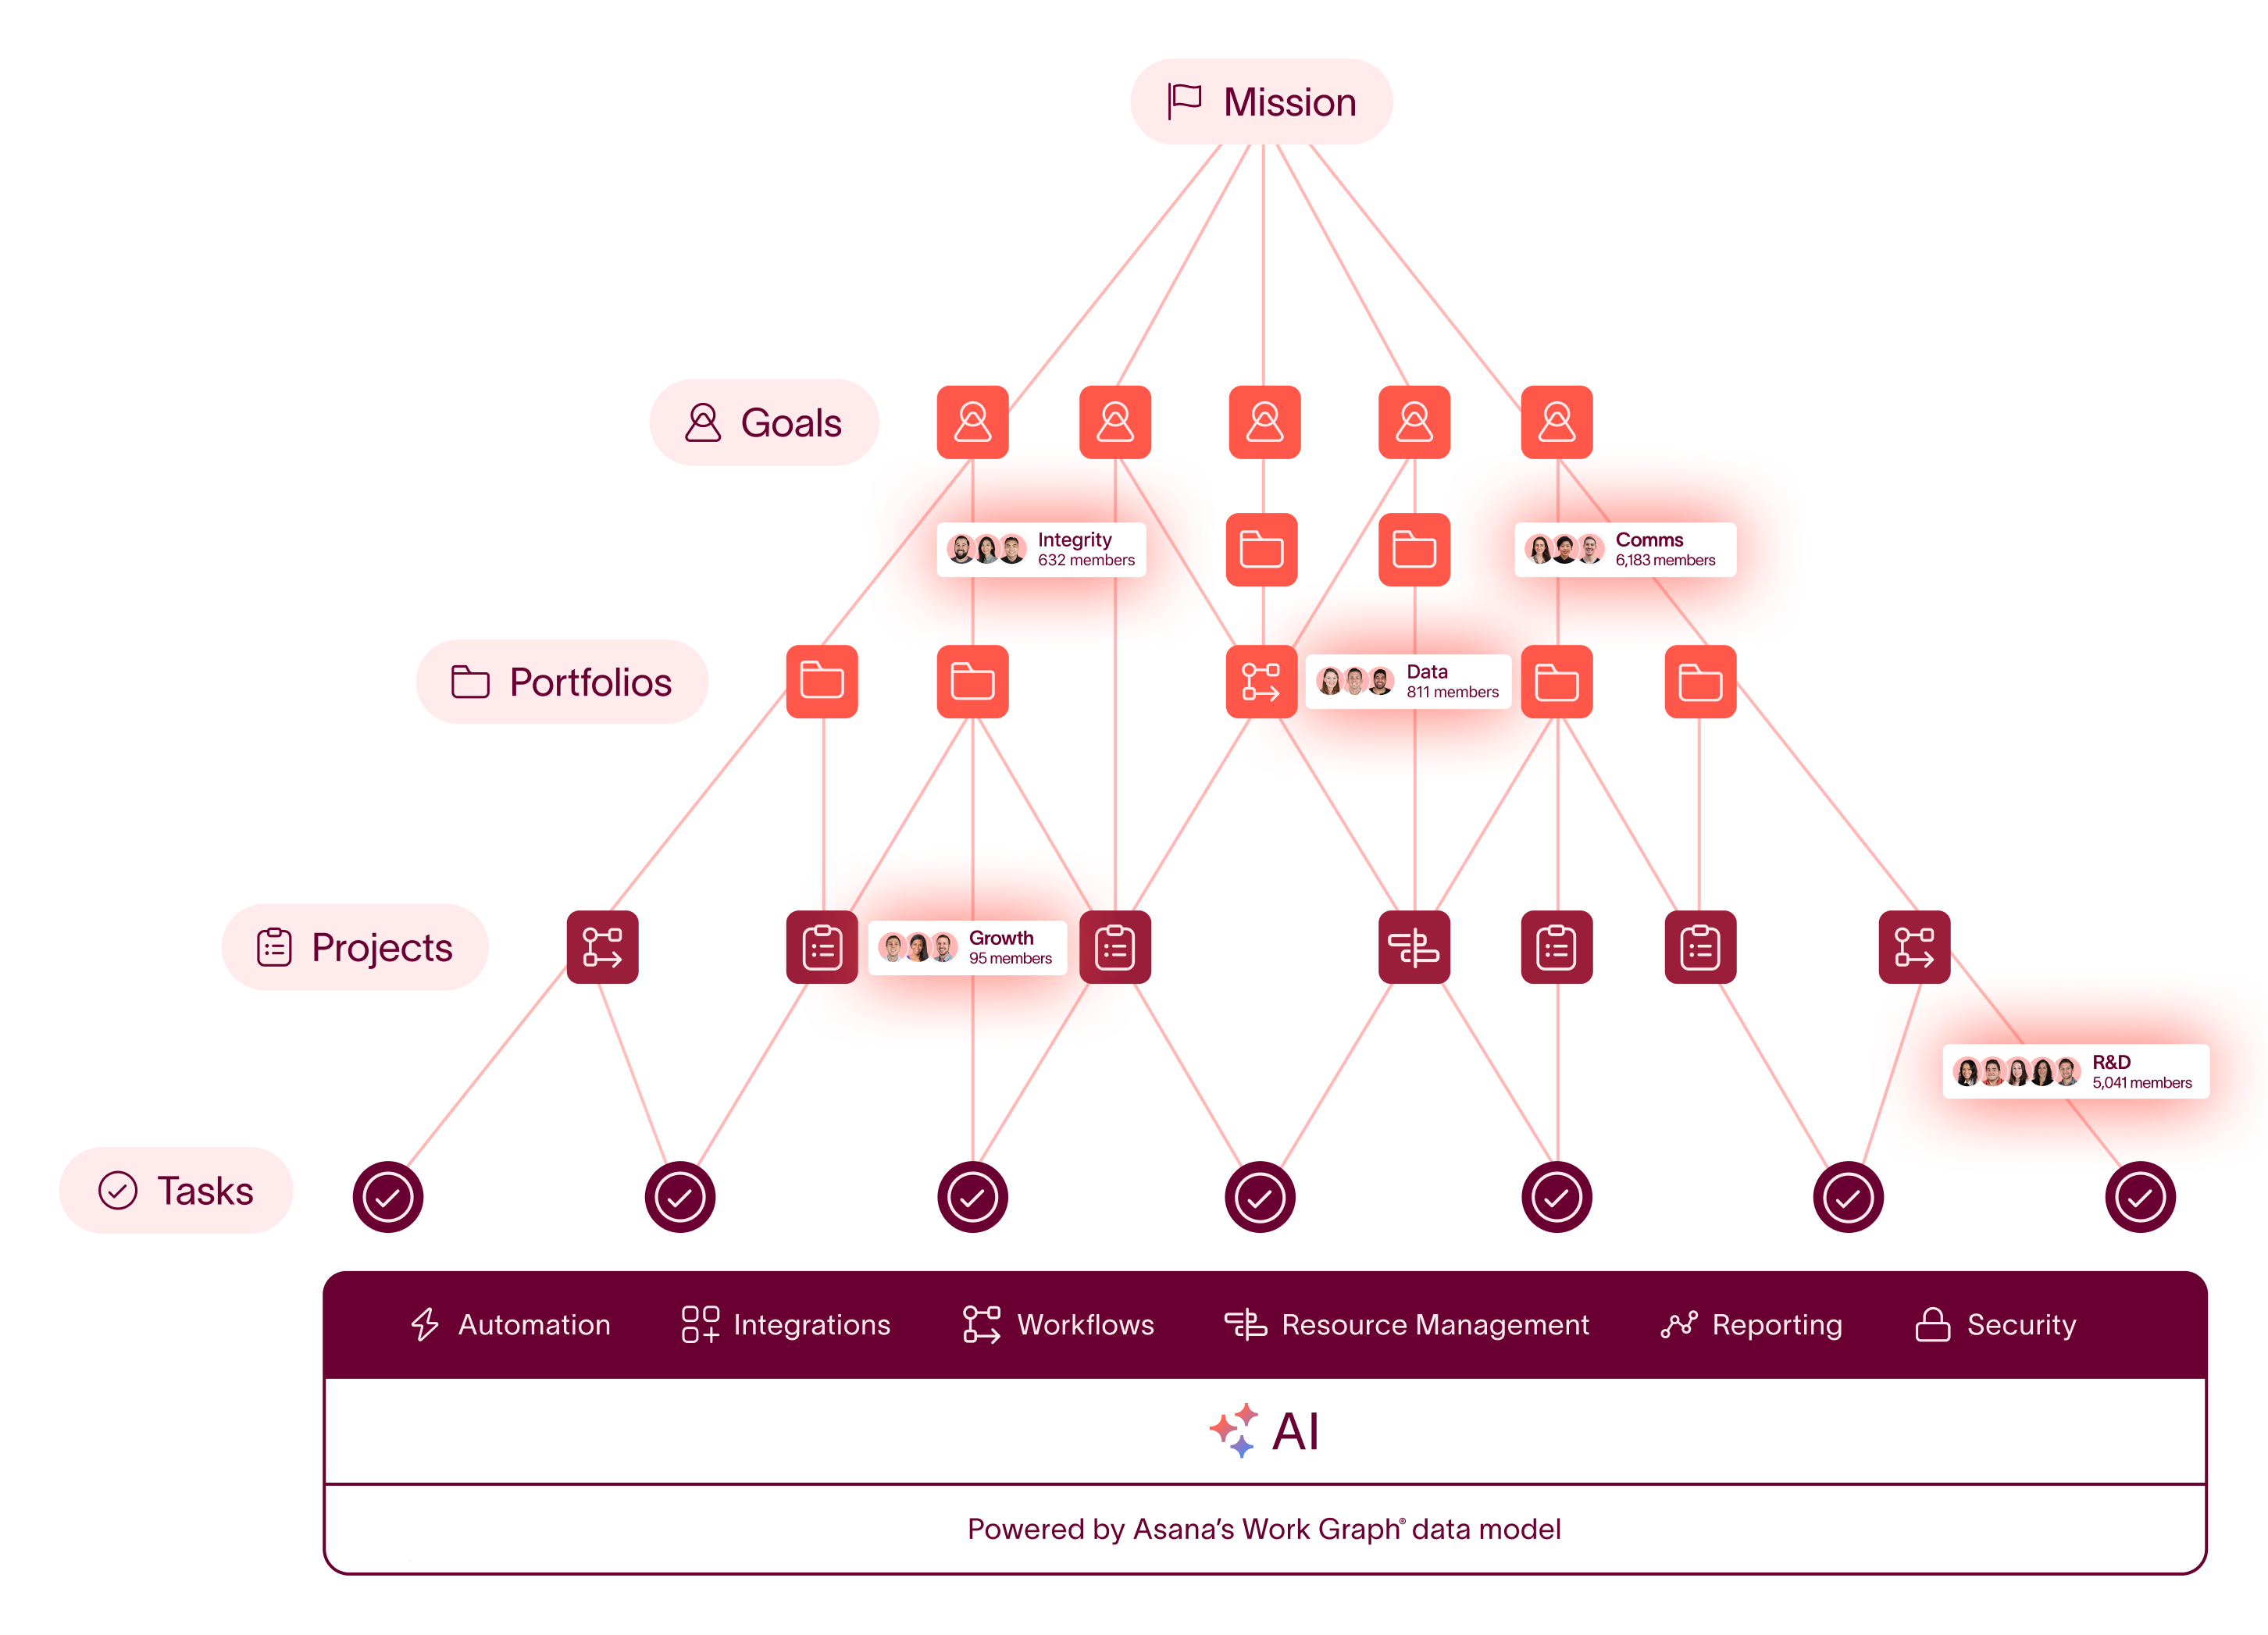 Mission
Goals
Integrity
632 members
Comms
6,183 members
Portfolios
Data
811 members
Projects
Growth
95 members
R&D
5,041 members
Tasks
Automation
Integrations
Workflows
Resource Management
Reporting
Security
AI
Powered by Asana’s Work Graph® data model